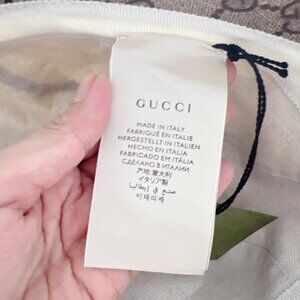 GUCCI
MADE IN ITALY
FABRIQUÉ EN ITALIE
HERGESTELLT IN ITALIEN
HECHO EN ITALIA
FABRICADO EM ITÁLIA
СДЕЛАНО В ИТАЛИИ
产地:意大利
イタリア製
صنع في إيطاليا
이태리제